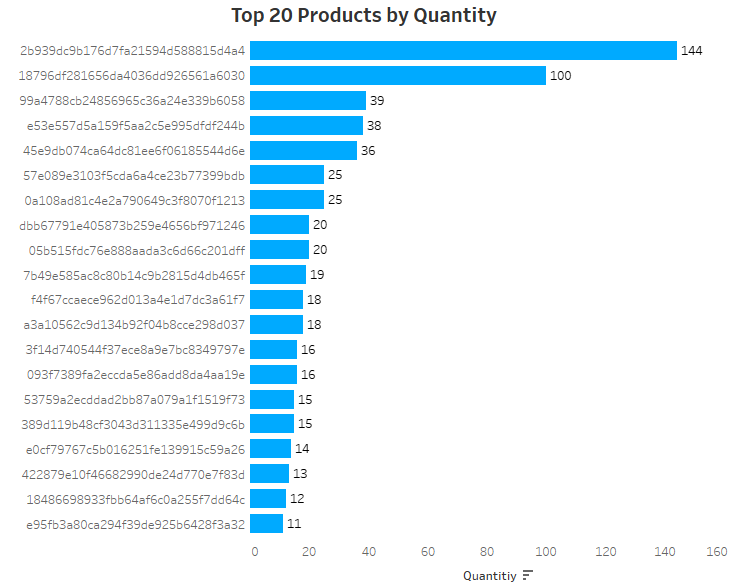 Top 20 Products by Quantity
2b939dc9b176d7fa21594d588815d4a4 144
18796df281656da4036dd926561a6030 100
99a4788cb24856965c36a24e339b6058 39
e53e557d5a159f5aa2c5e995dfdf244b 38
45e9db074ca64dc81ee6f06185544d6e 36
57e089e3103f5cda6a4ce23b77399bdb 25
0a108ad81c4e2a790649c3f8070f1213 25
dbb67791e405873b259e4656bf971246 20
05b515fdc76e888aada3c6d66c201dff 20
7b49e585ac8c80b14c9b2815d4db465f 19
f4f67ccaece962d013a4e1d7dc3a61f7 18
a3a10562c9d134b92f04b8cce298d037 18
3f14d740544f37ece8a9e7bc8349797e 16
093f7389fa2eccda5e86add8da4aa19e 16
53759a2ecddad2bb87a079a1f1519f73 15
389d119b48cf3043d311335e499d9c6b 15
e0cf79767c5b016251fe139915c59a26 14
422879e10f46682990de24d770e7f83d 13
18486698933fbb64af6c0a255f7dd64c 12
e95fb3a80ca294f39de925b6428f3a32 11
0 20 40 60 80 100 120 140 160
Quantitiy